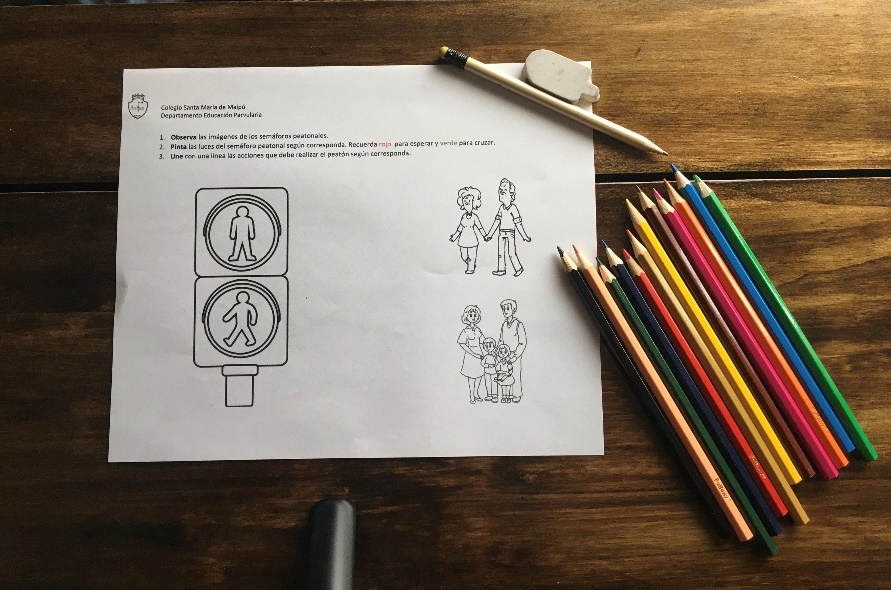 Colegio Santa María de Maipú
Departamento Educación Parvularia
1. Observa las imágenes de los semáforos peatonales.
2. Pinta las luces del semáforo peatonal según corresponda. Recuerda rojo para esperar y verde para cruzar.
3. Une con una línea las acciones que debe realizar el peatón según corresponda.